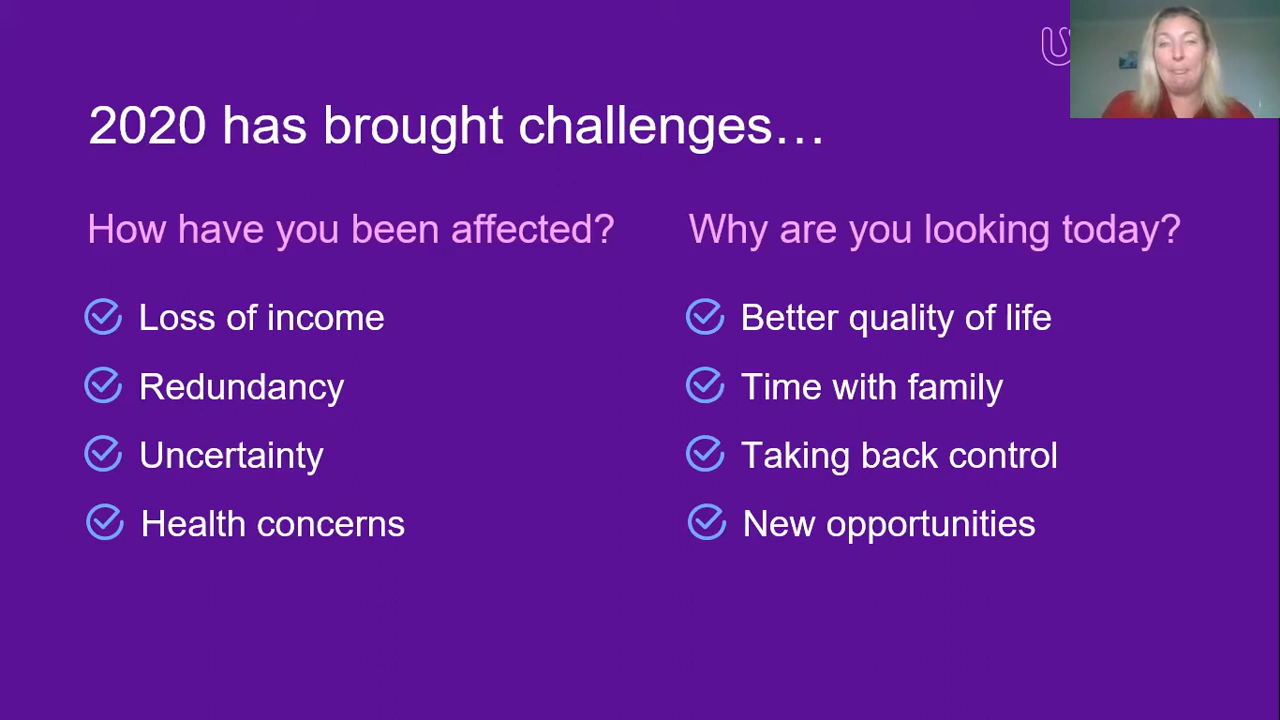 2020 has brought challenges…
How have you been affected?
Loss of income
Redundancy
Uncertainty
Health concerns
Why are you looking today?
Better quality of life
Time with family
Taking back control
New opportunities